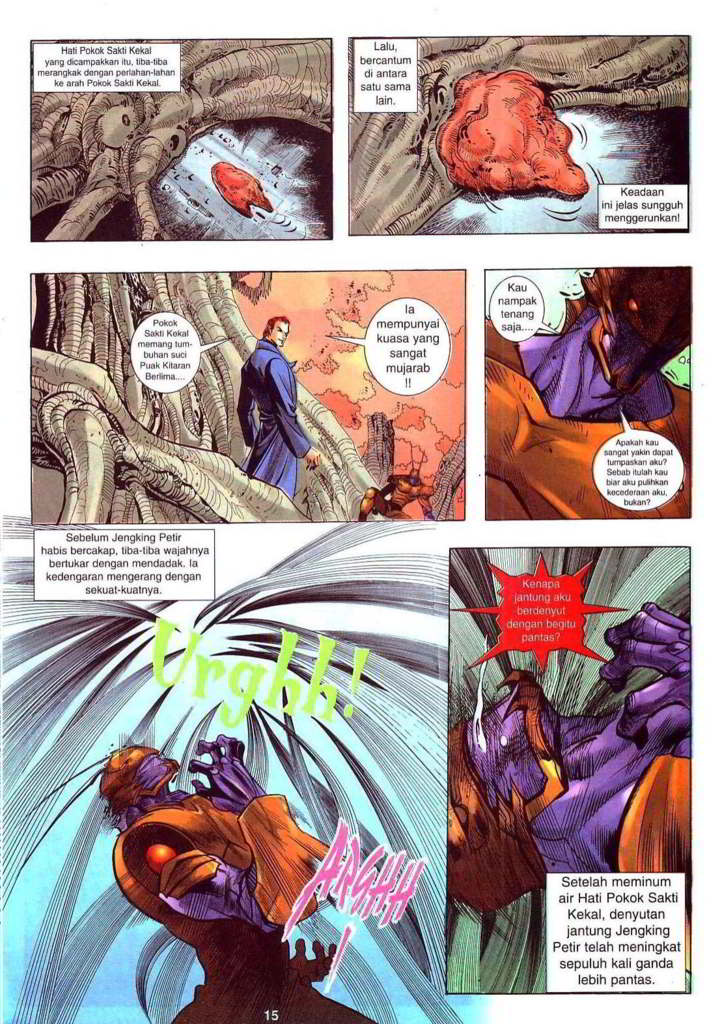 Hati Pokok Sakti Kekal
yang dicampakkan itu, tiba-tiba
merangkak dengan perlahan-lahan
ke arah Pokok Sakti Kekal.
Lalu,
bercantum
di antara
satu sama
lain.
Keadaan
ini jelas sungguh
menggerunkan!
Pokok
Sakti Kekal
memang tum-
buhan suci
Puak Kitaran
Berlima....
Ia
mempunyai
kuasa yang
sangat
mujarab
!!
Kau
nampak
tenang
saja....
Apakah kau
sangat yakin dapat
tumpaskan aku?
Sebab itulah kau
biar aku pulihkan
kecederaan aku,
bukan?
Sebelum Jengking Petir
habis bercakap, tiba-tiba wajahnya
bertukar dengan mendadak. Ia
kedengaran mengerang dengan
sekuat-kuatnya.
Urghh!
ARGHH!
Kenapa
jantung aku
berdenyut
dengan begitu
pantas?
Setelah meminum
air Hati Pokok Sakti
Kekal, denyutan
jantung Jengking
Petir telah meningkat
sepuluh kali ganda
lebih pantas.
15